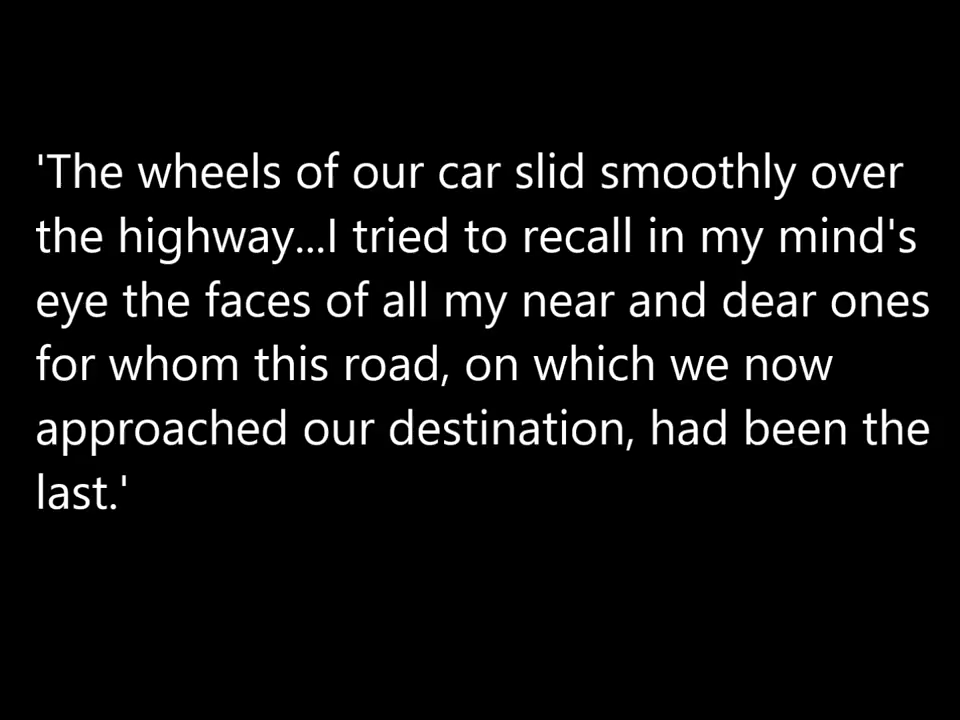 'The wheels of our car slid smoothly over
the highway...I tried to recall in my mind's
eye the faces of all my near and dear ones
for whom this road, on which we now
approached our destination, had been the
last.'